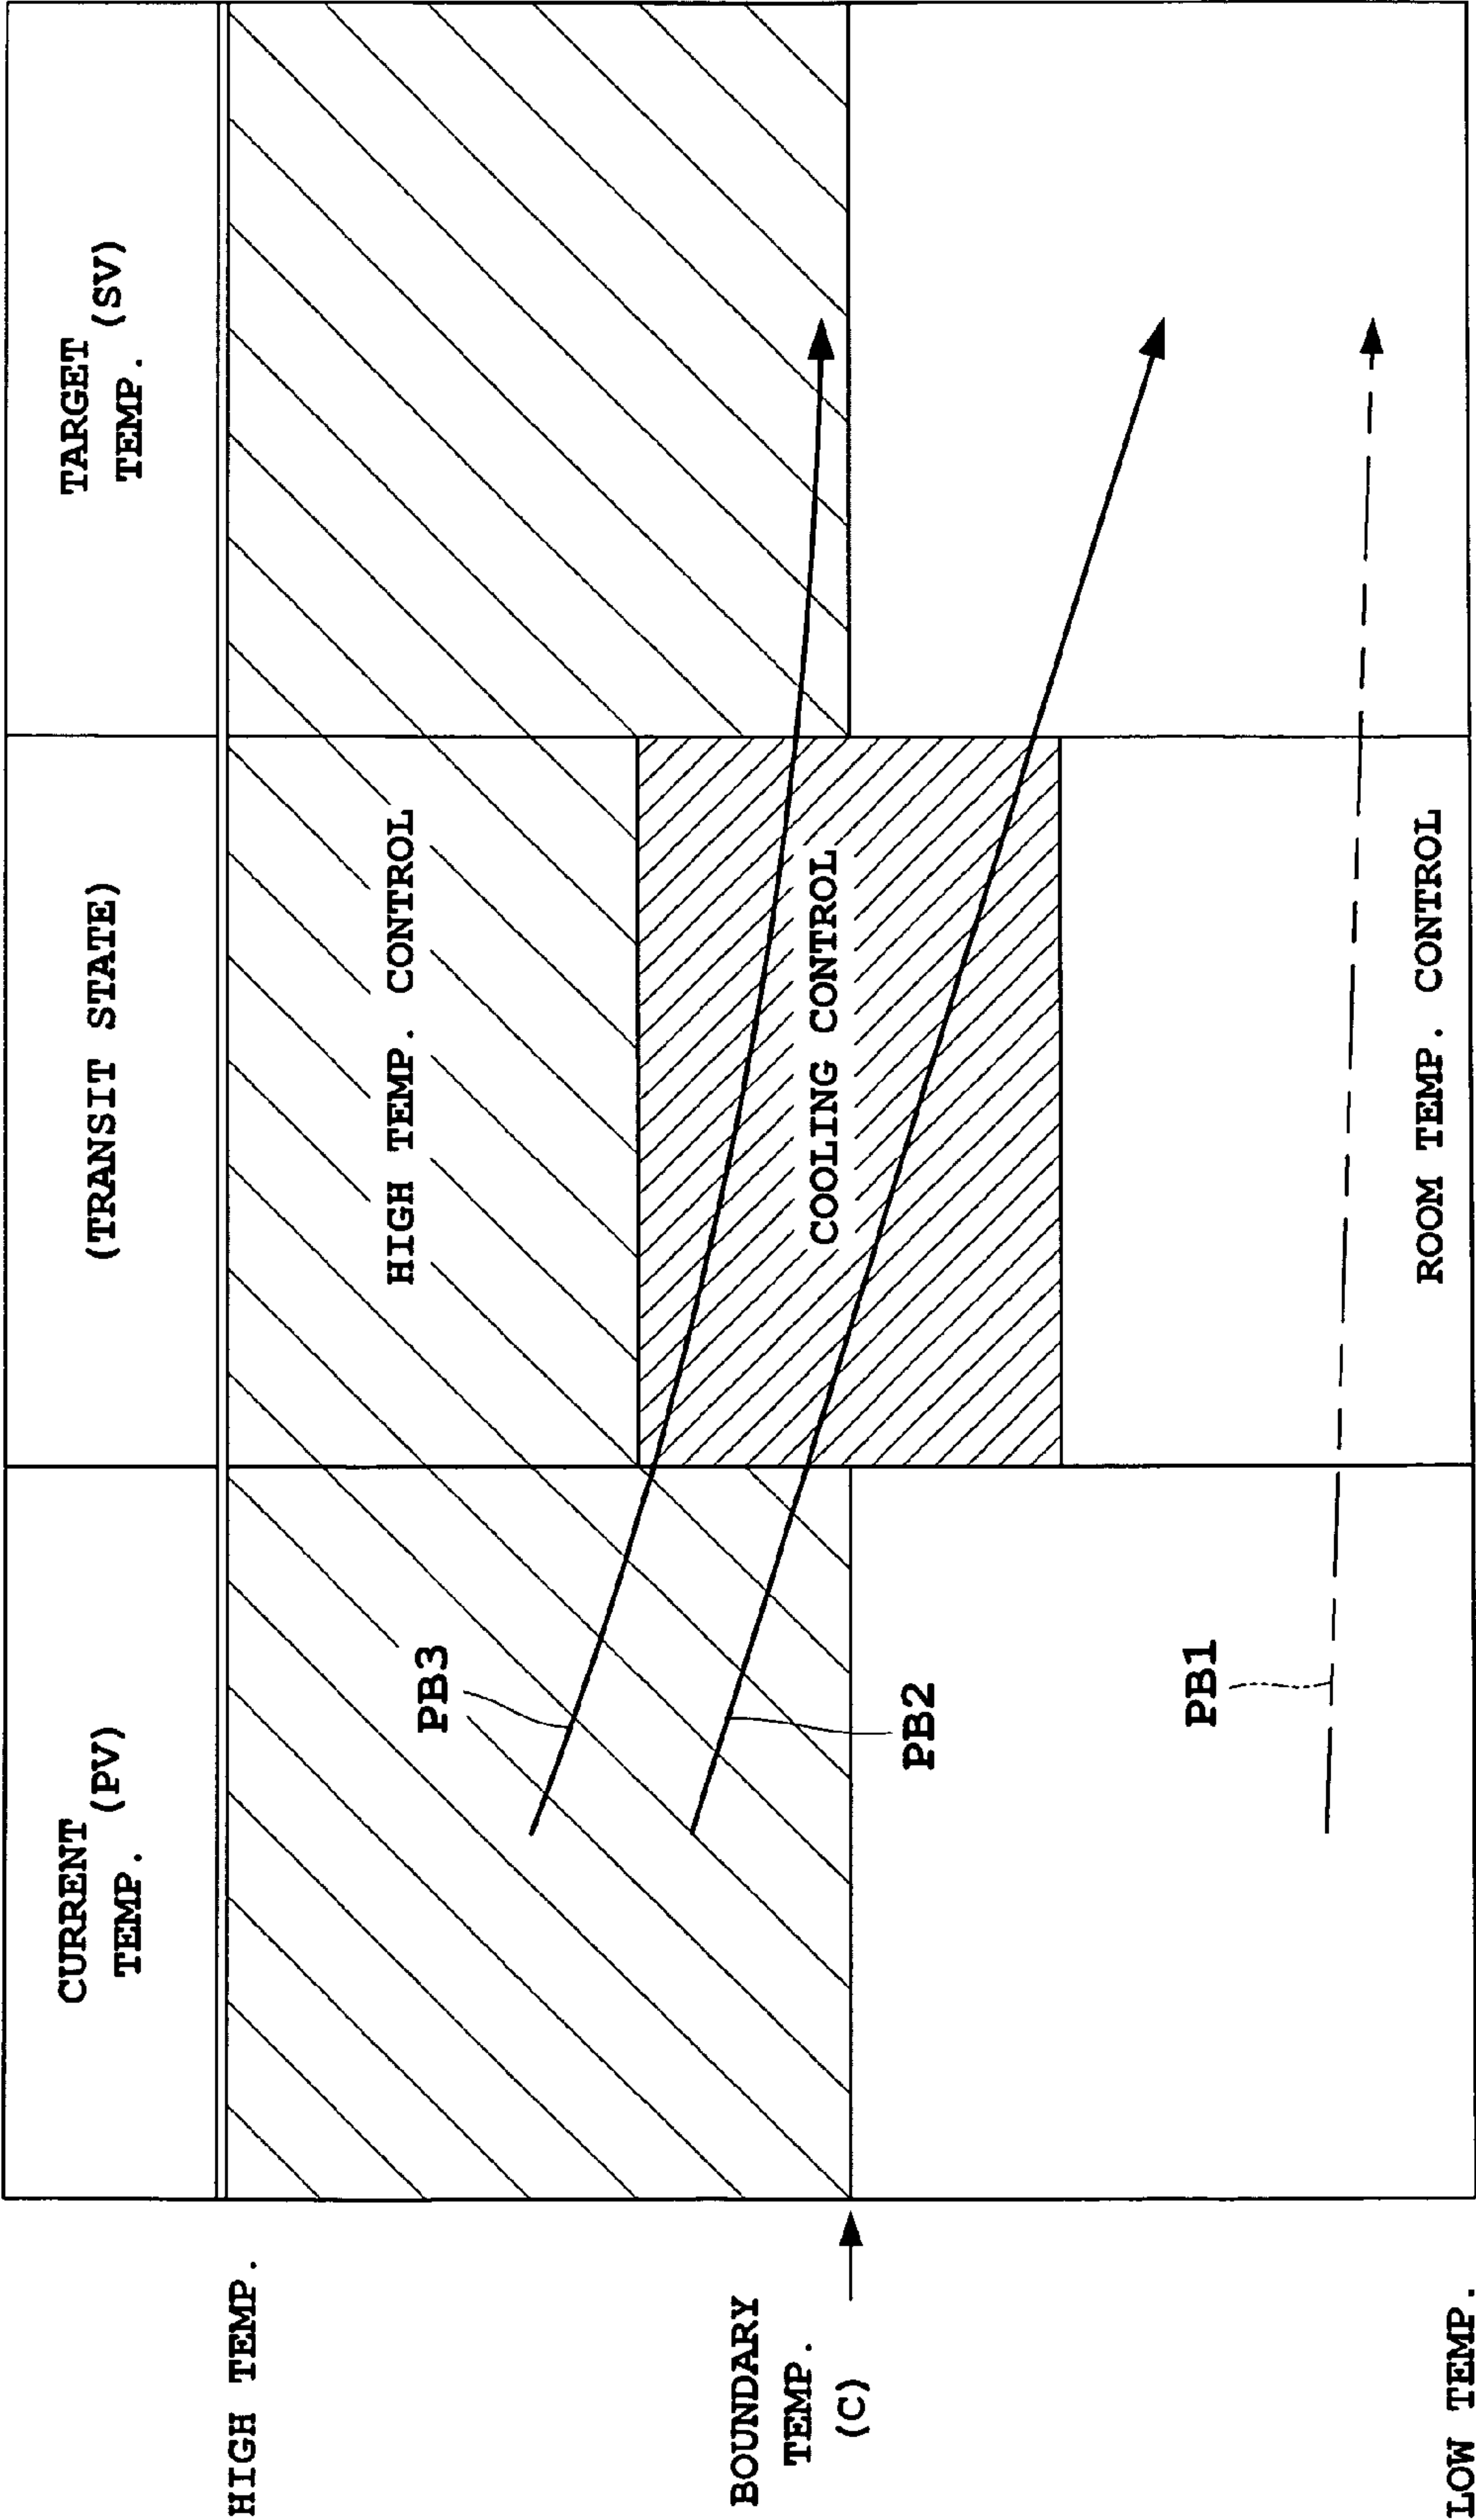 CURRENT
TEMP. (PV)
(TRANSIT STATE)
TARGET
TEMP. (SV)
HIGH TEMP.
HIGH TEMP. CONTROL
PB3
BOUNDARY
TEMP.
(C)
COOLING CONTROL
PB2
PB1
ROOM TEMP. CONTROL
LOW TEMP.